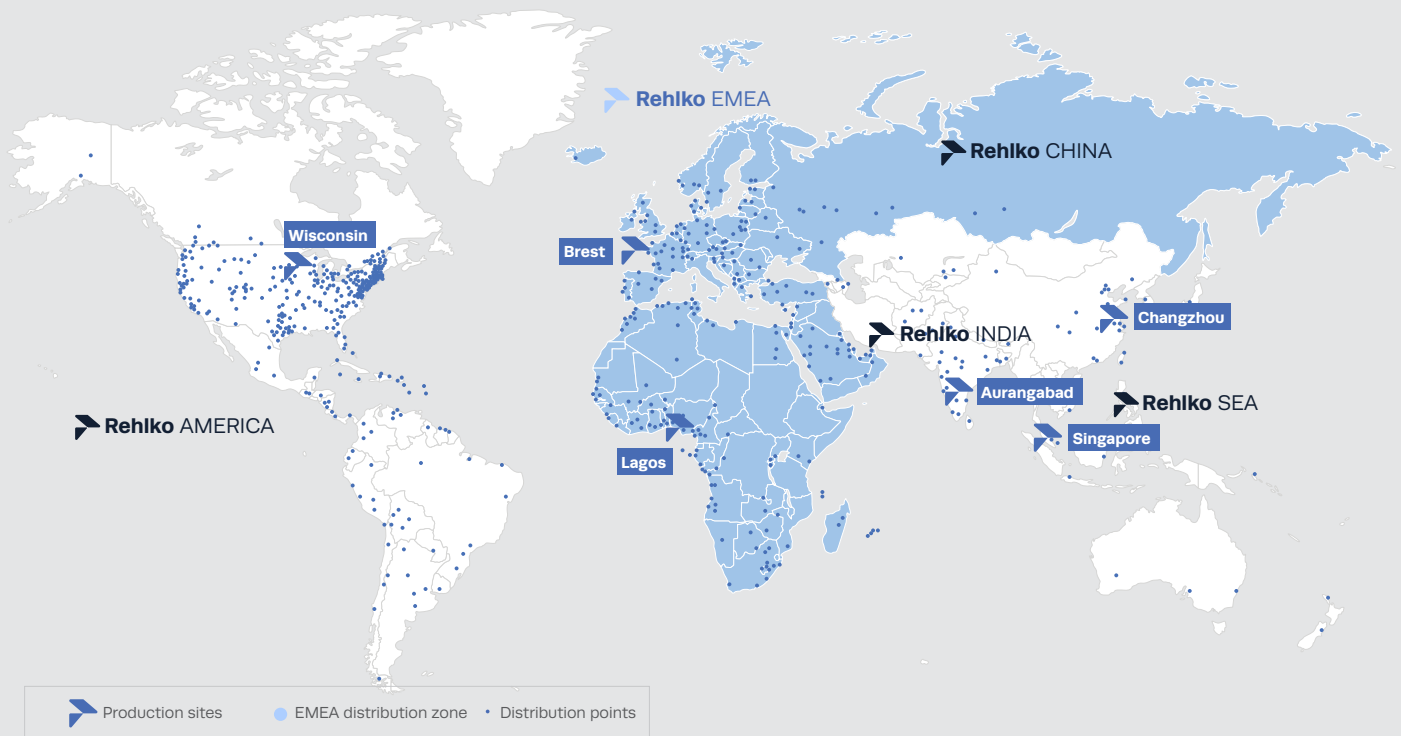 Rehlko EMEA
Rehlko CHINA
Wisconsin
Brest
Changzhou
Rehlko INDIA
Aurangabad
Rehlko SEA
Rehlko AMERICA
Singapore
Lagos
Production sites
EMEA distribution zone
Distribution points